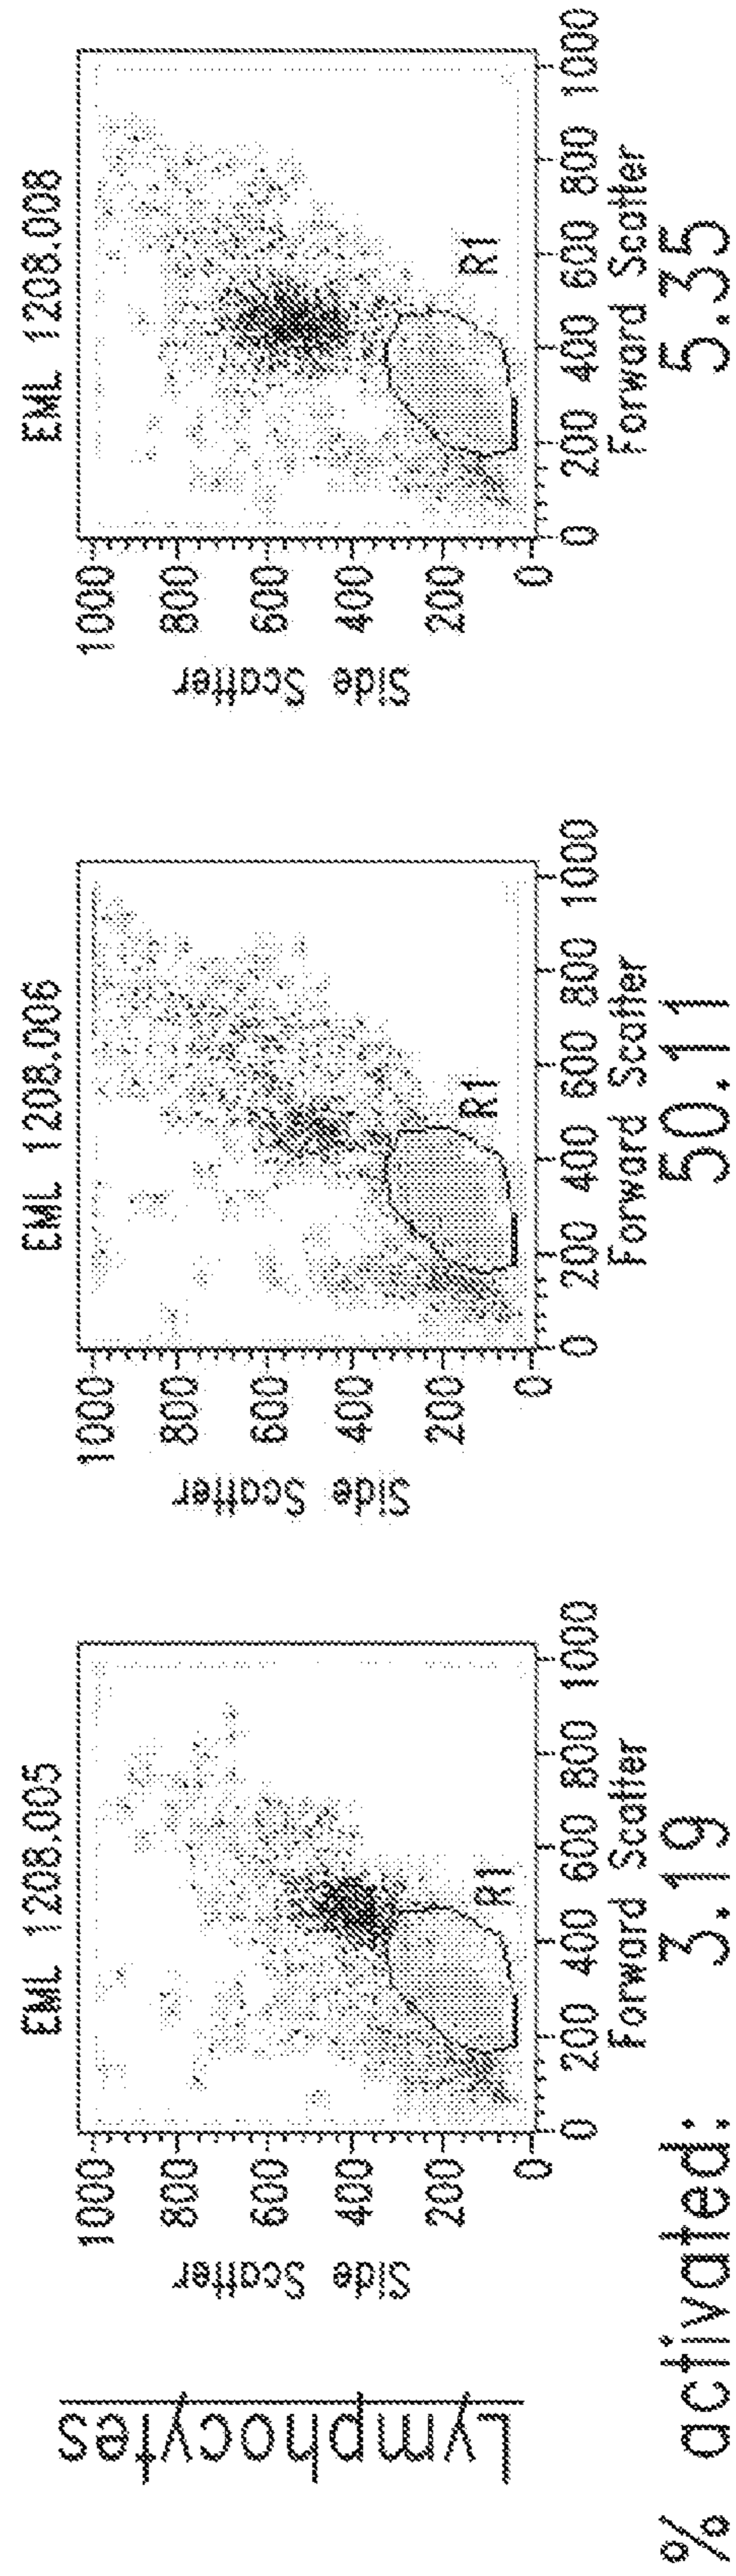 Lymphocytes
EML 1208.005
Side Scatter
1000
800
600
400
200
0
R1
0 200 400 600 800 1000
Forward Scatter
EML 1208.006
Side Scatter
1000
800
600
400
200
0
R1
0 200 400 600 800 1000
Forward Scatter
EML 1208.008
Side Scatter
1000
800
600
400
200
0
R1
0 200 400 600 800 1000
Forward Scatter
% activated: 3.19 50.11 5.35